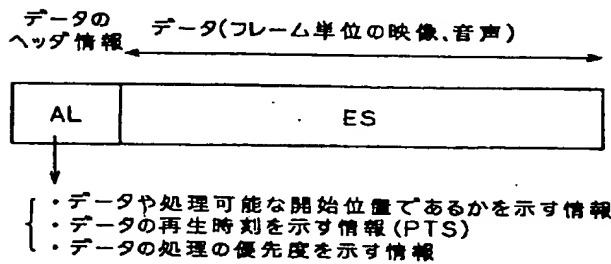 データの
ヘッダ情報
データ(フレーム単位の映像、音声)
AL
ES
・データや処理可能な開始位置であるかを示す情報
・データの再生時刻を示す情報(PTS)
・データの処理の優先度を示す情報